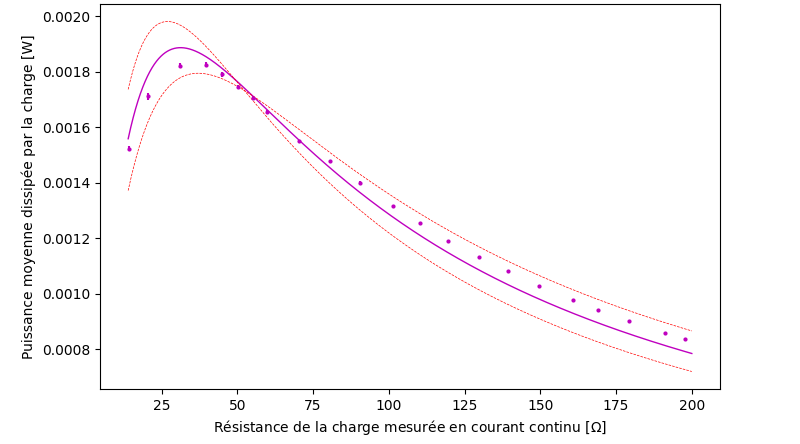 0.0020
0.0018
0.0016
0.0014
0.0012
0.0010
0.0008
Puissance moyenne dissipée par la charge [W]
25 50 75 100 125 150 175 200
Résistance de la charge mesurée en courant continu [Ω]